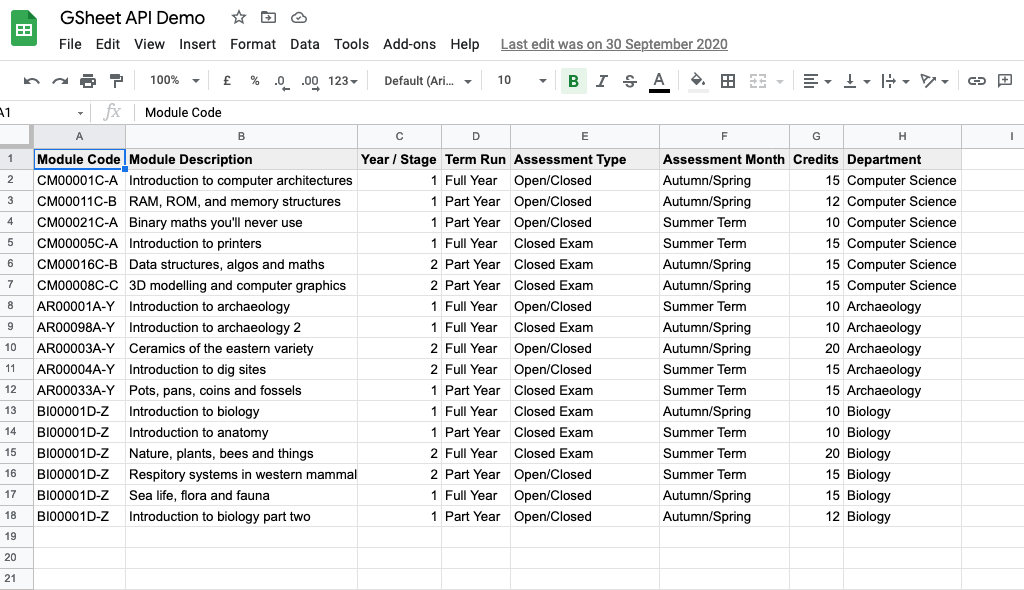 GSheet API Demo
File Edit View Insert Format Data Tools Add-ons Help Last edit was on 30 September 2020
100% £ % .0 .00 123 Default (Ari... 10 B I S A
A1 fx Module Code
A B C D E F G H I
1 Module Code Module Description Year / Stage Term Run Assessment Type Assessment Month Credits Department
2 CM00001C-A Introduction to computer architectures 1 Full Year Open/Closed Autumn/Spring 15 Computer Science
3 CM00011C-B RAM, ROM, and memory structures 1 Part Year Open/Closed Autumn/Spring 12 Computer Science
4 CM00021C-A Binary maths you'll never use 1 Part Year Open/Closed Summer Term 10 Computer Science
5 CM00005C-A Introduction to printers 1 Full Year Closed Exam Summer Term 15 Computer Science
6 CM00016C-B Data structures, algos and maths 2 Part Year Closed Exam Autumn/Spring 15 Computer Science
7 CM00008C-C 3D modelling and computer graphics 2 Part Year Closed Exam Autumn/Spring 15 Computer Science
8 AR00001A-Y Introduction to archaeology 1 Full Year Open/Closed Summer Term 10 Archaeology
9 AR00098A-Y Introduction to archaeology 2 1 Full Year Closed Exam Autumn/Spring 10 Archaeology
10 AR00003A-Y Ceramics of the eastern variety 2 Full Year Open/Closed Autumn/Spring 20 Archaeology
11 AR00004A-Y Introduction to dig sites 2 Full Year Open/Closed Summer Term 15 Archaeology
12 AR00033A-Y Pots, pans, coins and fossels 1 Part Year Closed Exam Summer Term 15 Archaeology
13 BI00001D-Z Introduction to biology 1 Full Year Closed Exam Autumn/Spring 10 Biology
14 BI00001D-Z Introduction to anatomy 1 Part Year Closed Exam Summer Term 10 Biology
15 BI00001D-Z Nature, plants, bees and things 2 Full Year Closed Exam Summer Term 20 Biology
16 BI00001D-Z Respitory systems in western mammal 2 Part Year Open/Closed Summer Term 15 Biology
17 BI00001D-Z Sea life, flora and fauna 1 Full Year Open/Closed Autumn/Spring 15 Biology
18 BI00001D-Z Introduction to biology part two 1 Part Year Open/Closed Autumn/Spring 12 Biology
19
20
21